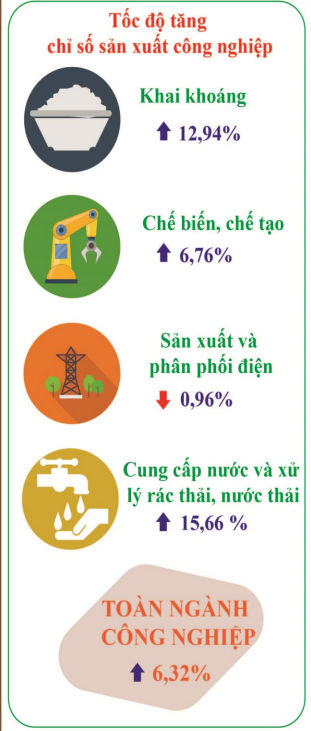 Tốc độ tăng
chỉ số sản xuất công nghiệp
Khai khoáng
12,94%
Chế biến, chế tạo
6,76%
Sản xuất và
phân phối điện
0,96%
Cung cấp nước và xử
lý rác thải, nước thải
15,66 %
TOÀN NGÀNH
CÔNG NGHIỆP
6,32%